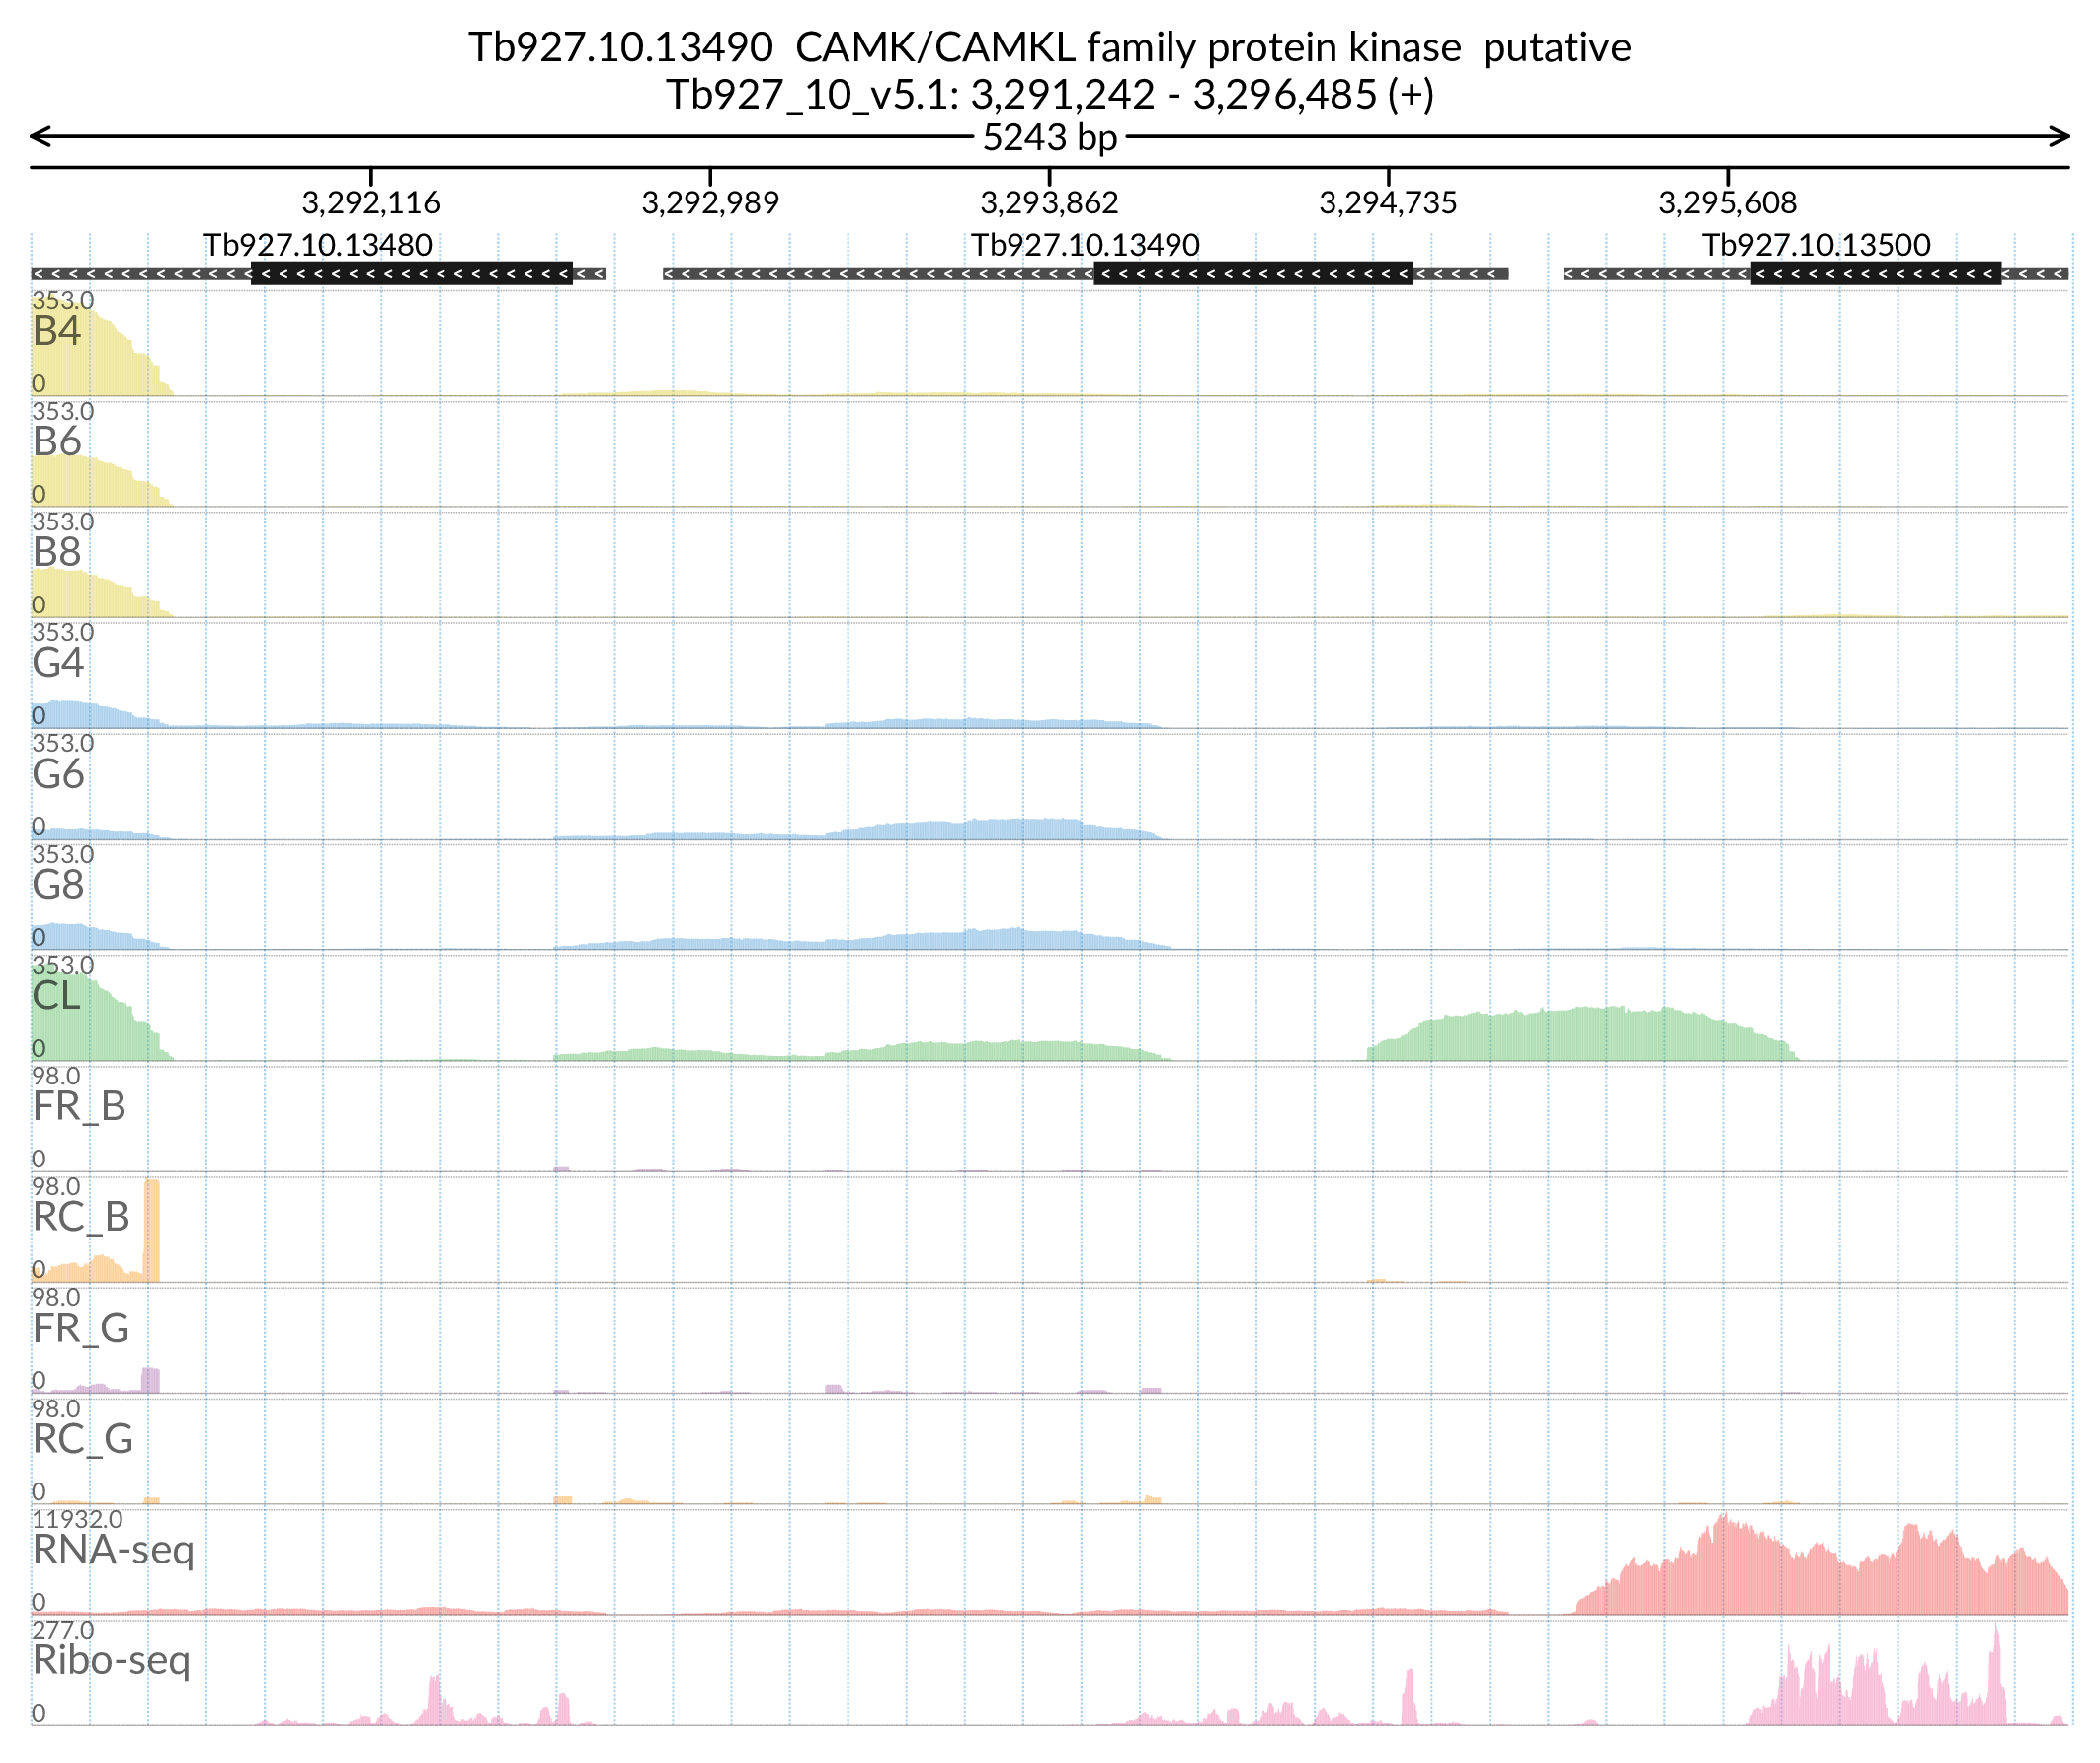 Tb927.10.13490  CAMK/CAMKL family protein kinase  putative
Tb927_10_v5.1: 3,291,242 - 3,296,485 (+)
5243 bp
3,292,116 3,292,989 3,293,862 3,294,735 3,295,608
Tb927.10.13480 Tb927.10.13490 Tb927.10.13500
353.0
B4
0
353.0
B6
0
353.0
B8
0
353.0
G4
0
353.0
G6
0
353.0
G8
0
353.0
CL
0
98.0
FR_B
0
98.0
RC_B
0
98.0
FR_G
0
98.0
RC_G
0
11932.0
RNA-seq
0
277.0
Ribo-seq
0